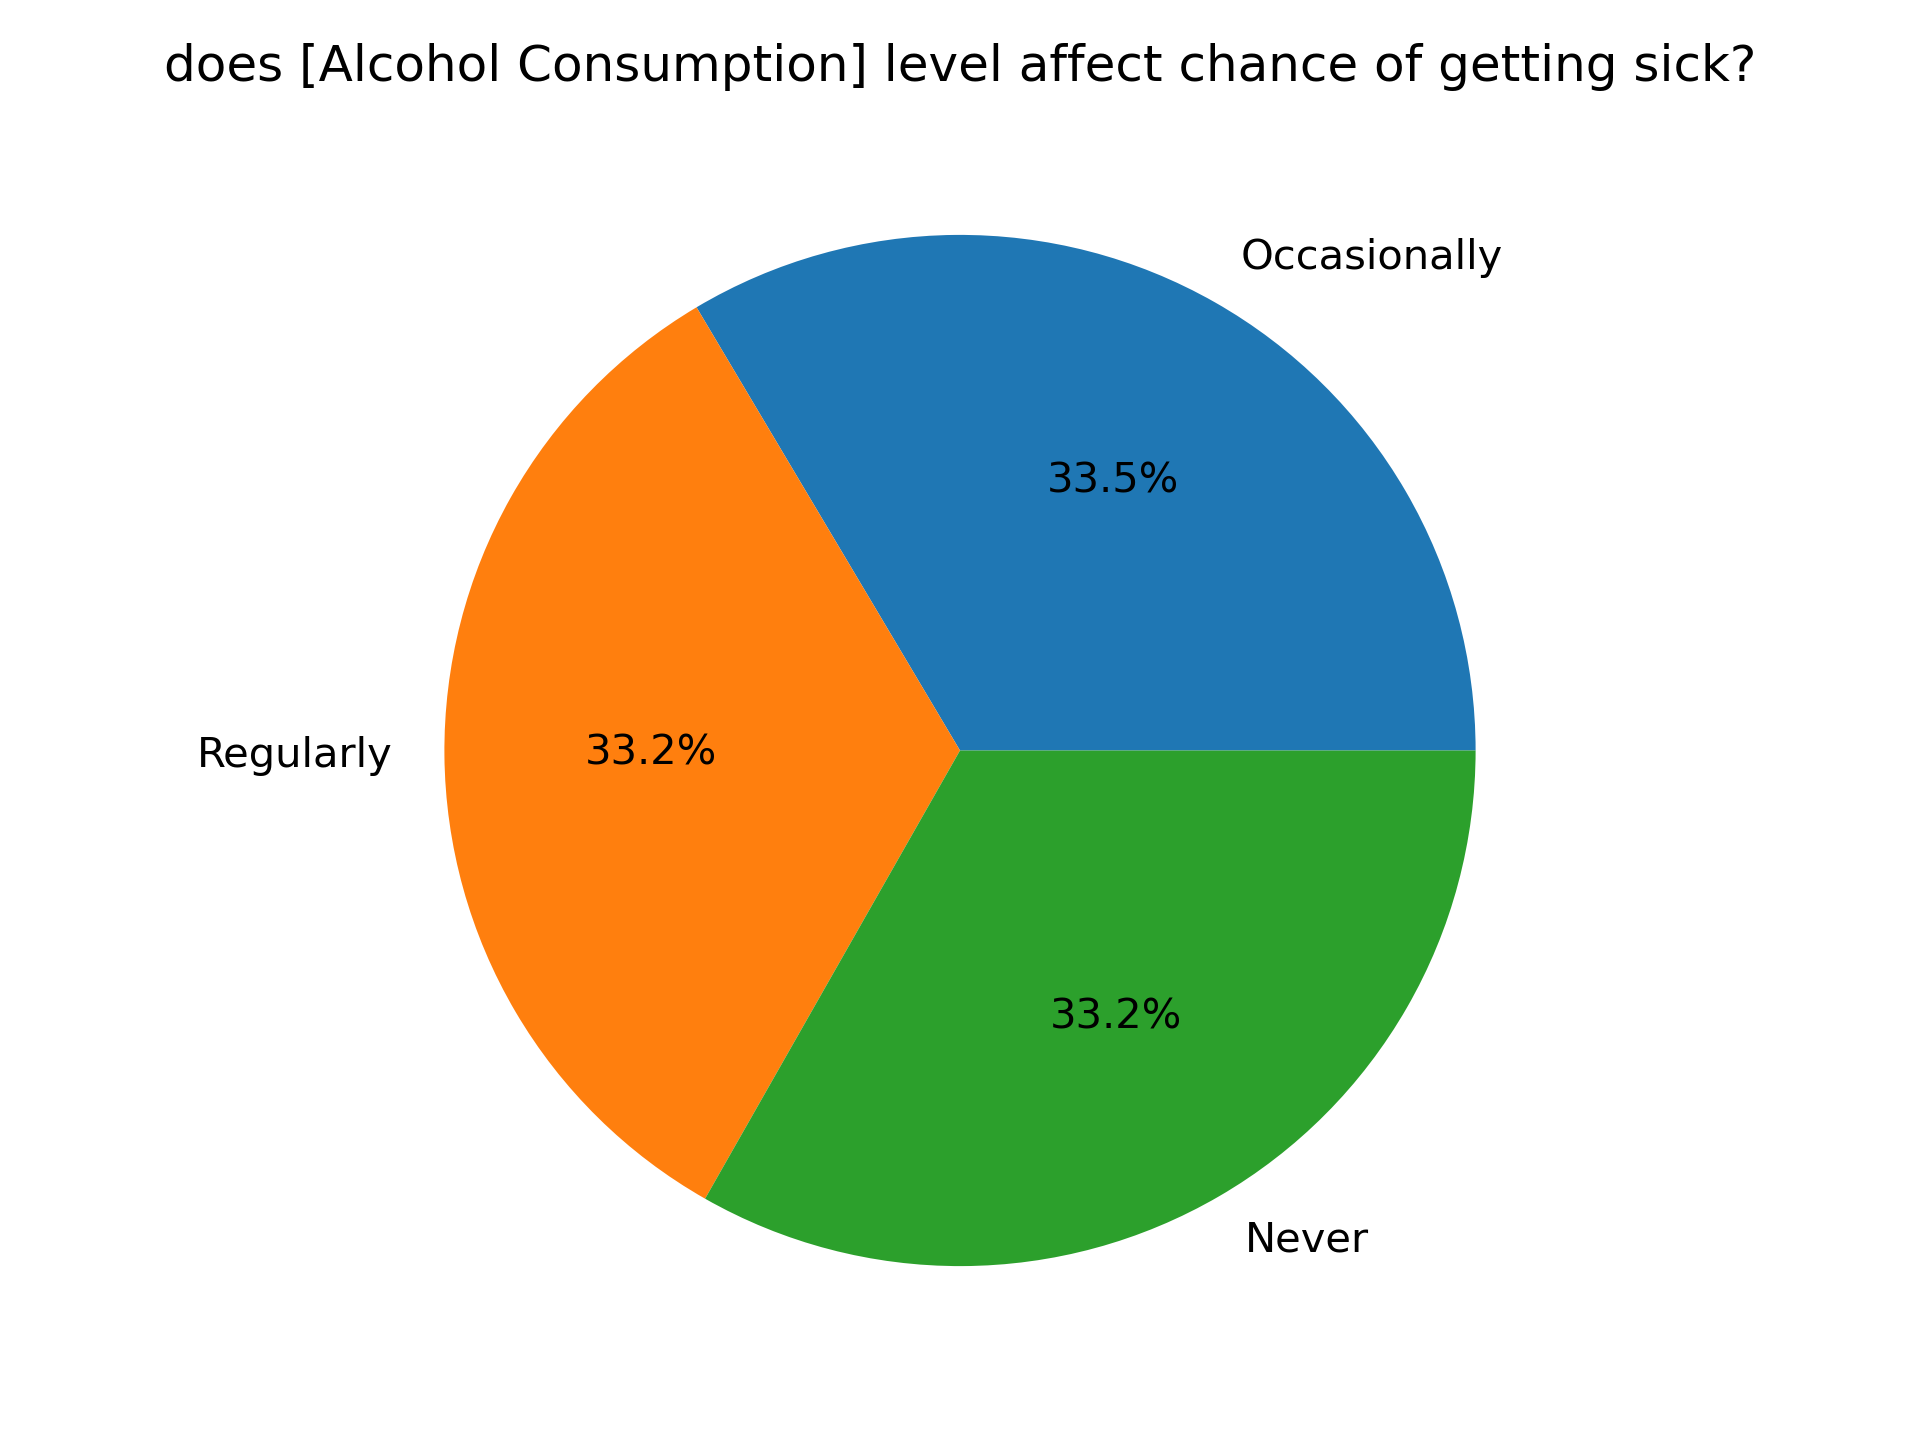 does [Alcohol Consumption] level affect chance of getting sick?
Occasionally
33.5%
Regularly
33.2%
33.2%
Never